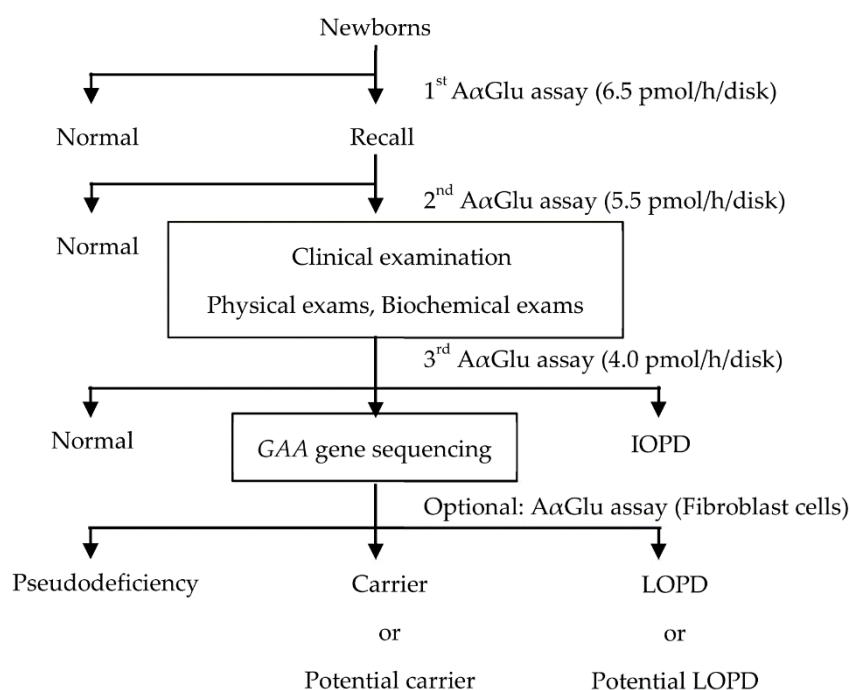 Newborns
1st AαGlu assay (6.5 pmol/h/disk)
Normal Recall
2nd AαGlu assay (5.5 pmol/h/disk)
Normal
Clinical examination
Physical exams, Biochemical exams
3rd AαGlu assay (4.0 pmol/h/disk)
Normal GAA gene sequencing IOPD
Optional: AαGlu assay (Fibroblast cells)
Pseudodeficiency Carrier LOPD
or or
Potential carrier Potential LOPD